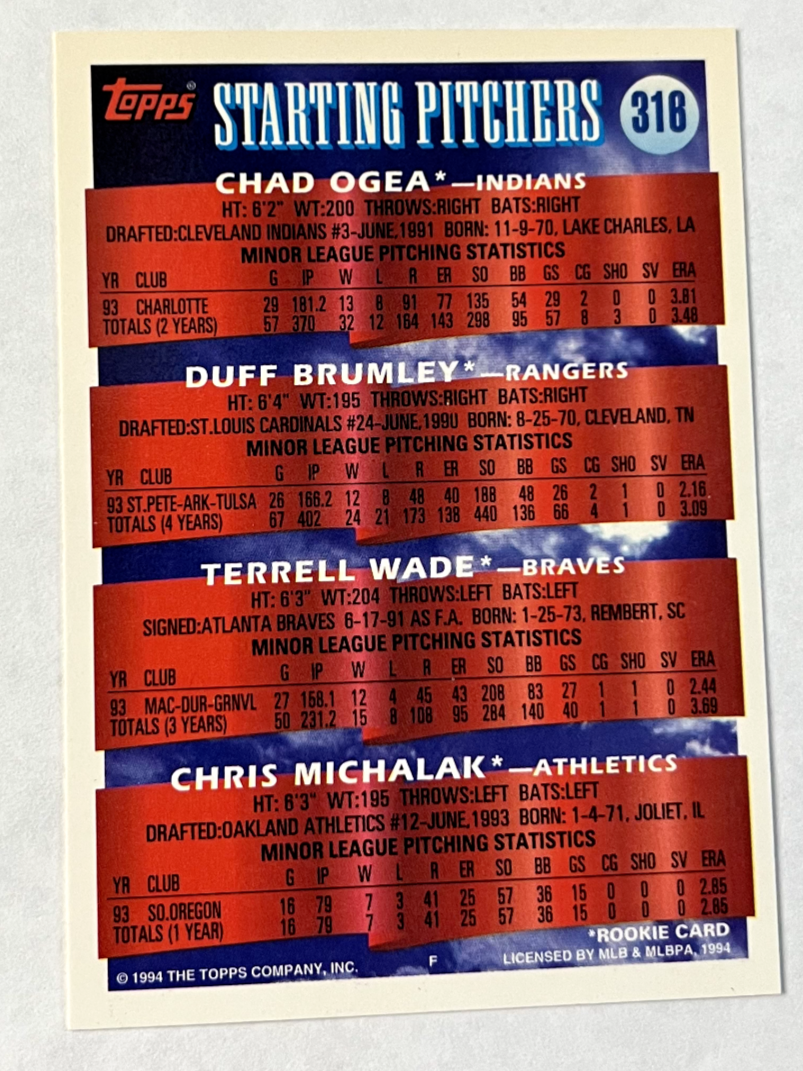 TOPPS® STARTING PITCHERS 316
CHAD OGEA*—INDIANS
HT: 6'2" WT:200 THROWS:RIGHT BATS:RIGHT
DRAFTED:CLEVELAND INDIANS #3-JUNE,1991 BORN: 11-9-70, LAKE CHARLES, LA
MINOR LEAGUE PITCHING STATISTICS
YR CLUB G IP W L R ER SO BB GS CG SHO SV ERA
93 CHARLOTTE 29 181.2 13 8 91 77 135 54 29 2 0 0 3.81
TOTALS (2 YEARS) 57 370 32 12 164 143 298 95 57 8 3 0 3.48
DUFF BRUMLEY*—RANGERS
HT: 6'4" WT:195 THROWS:RIGHT BATS:RIGHT
DRAFTED:ST.LOUIS CARDINALS #24-JUNE,1990 BORN: 8-25-70, CLEVELAND, TN
MINOR LEAGUE PITCHING STATISTICS
YR CLUB G IP W L R ER SO BB GS CG SHO SV ERA
93 ST.PETE-ARK-TULSA 26 166.2 12 8 48 40 188 48 26 2 1 0 2.16
TOTALS (4 YEARS) 67 402 24 21 173 138 440 136 66 4 1 0 3.09
TERRELL WADE*—BRAVES
HT: 6'3" WT:204 THROWS:LEFT BATS:LEFT
SIGNED:ATLANTA BRAVES 6-17-91 AS F.A. BORN: 1-25-73, REMBERT, SC
MINOR LEAGUE PITCHING STATISTICS
YR CLUB G IP W L R ER SO BB GS CG SHO SV ERA
93 MAC-DUR-GRNVL 27 158.1 12 4 45 43 208 83 27 1 1 0 2.44
TOTALS (3 YEARS) 50 231.2 15 8 108 95 284 140 40 1 1 0 3.69
CHRIS MICHALAK*—ATHLETICS
HT: 6'3" WT:195 THROWS:LEFT BATS:LEFT
DRAFTED:OAKLAND ATHLETICS #12-JUNE,1993 BORN: 1-4-71, JOLIET, IL
MINOR LEAGUE PITCHING STATISTICS
YR CLUB G IP W L R ER SO BB GS CG SHO SV ERA
93 SO.OREGON 16 79 7 3 41 25 57 36 15 0 0 0 2.85
TOTALS (1 YEAR) 16 79 7 3 41 25 57 36 15 0 0 0 2.85
*ROOKIE CARD
© 1994 THE TOPPS COMPANY, INC. F LICENSED BY MLB & MLBPA, 1994